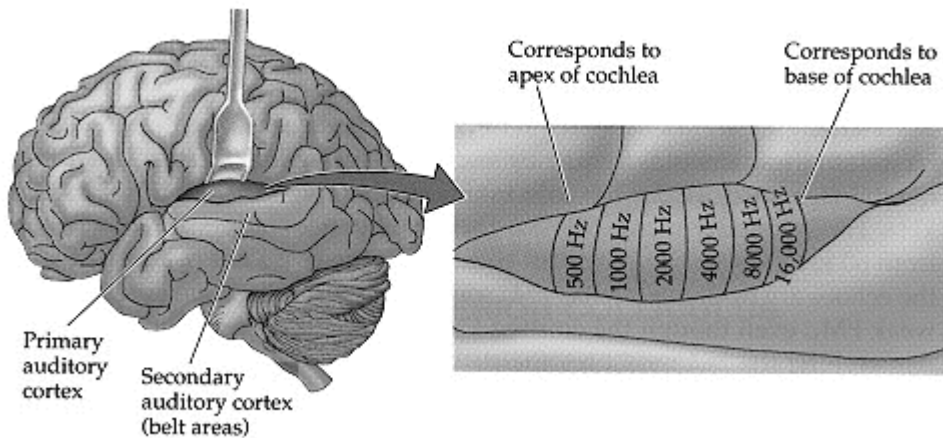 Corresponds to
apex of cochlea
Corresponds to
base of cochlea
500 Hz
1000 Hz
2000 Hz
4000 Hz
8000 Hz
16,000 Hz
Primary
auditory
cortex
Secondary
auditory cortex
(belt areas)